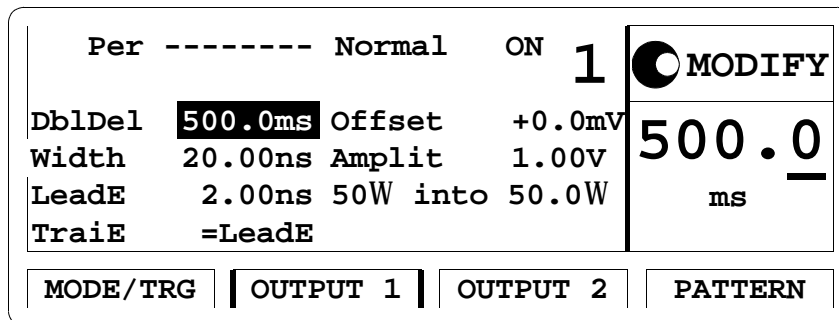 Per -------- Normal ON 1 MODIFY
DblDel 500.0ms Offset +0.0mV 500.0
Width 20.00ns Amplit 1.00V
LeadE 2.00ns 50W into 50.0W ms
TraiE =LeadE
MODE/TRG OUTPUT 1 OUTPUT 2 PATTERN